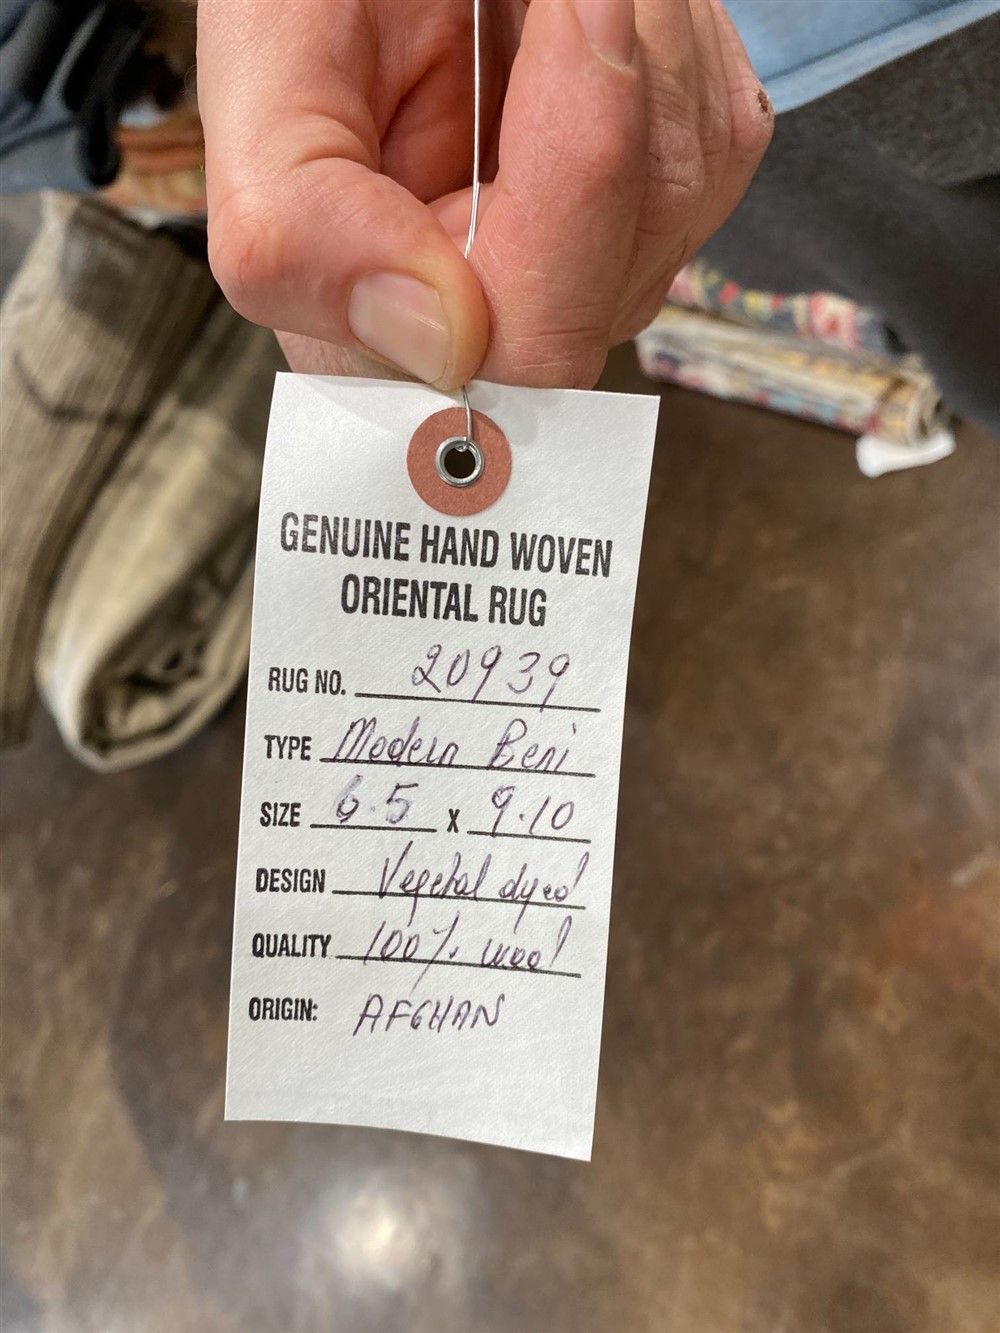 GENUINE HAND WOVEN
ORIENTAL RUG
RUG NO. 20939
TYPE Modern Beni
SIZE 6.5 x 9.10
DESIGN Vegetal dyed
QUALITY 100% wool
ORIGIN: AFGHAN